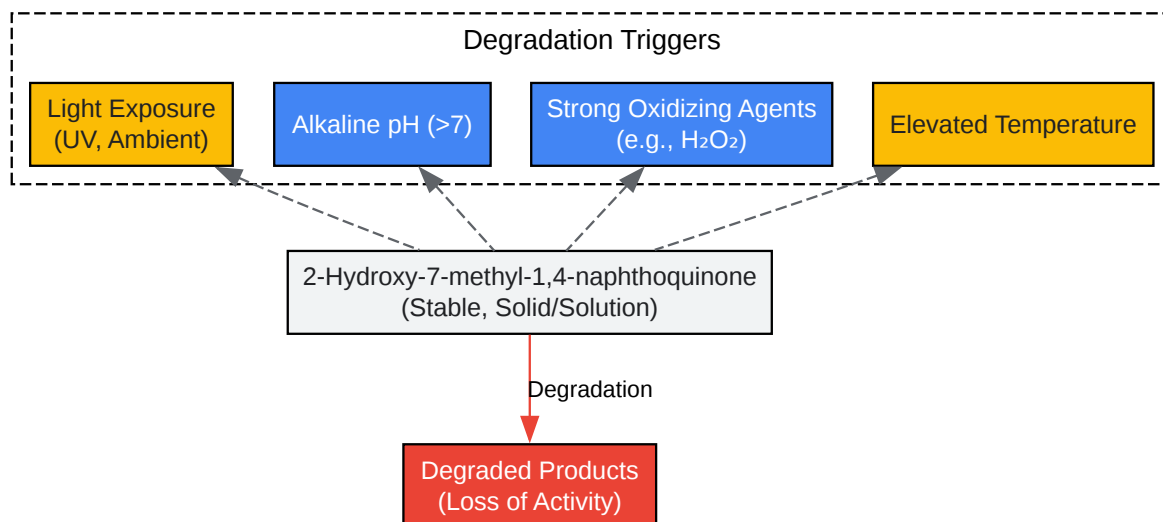 Degradation Triggers
Light Exposure
(UV, Ambient)
Alkaline pH (>7)
Strong Oxidizing Agents
(e.g., H₂O₂)
Elevated Temperature
2-Hydroxy-7-methyl-1,4-naphthoquinone
(Stable, Solid/Solution)
Degradation
Degraded Products
(Loss of Activity)